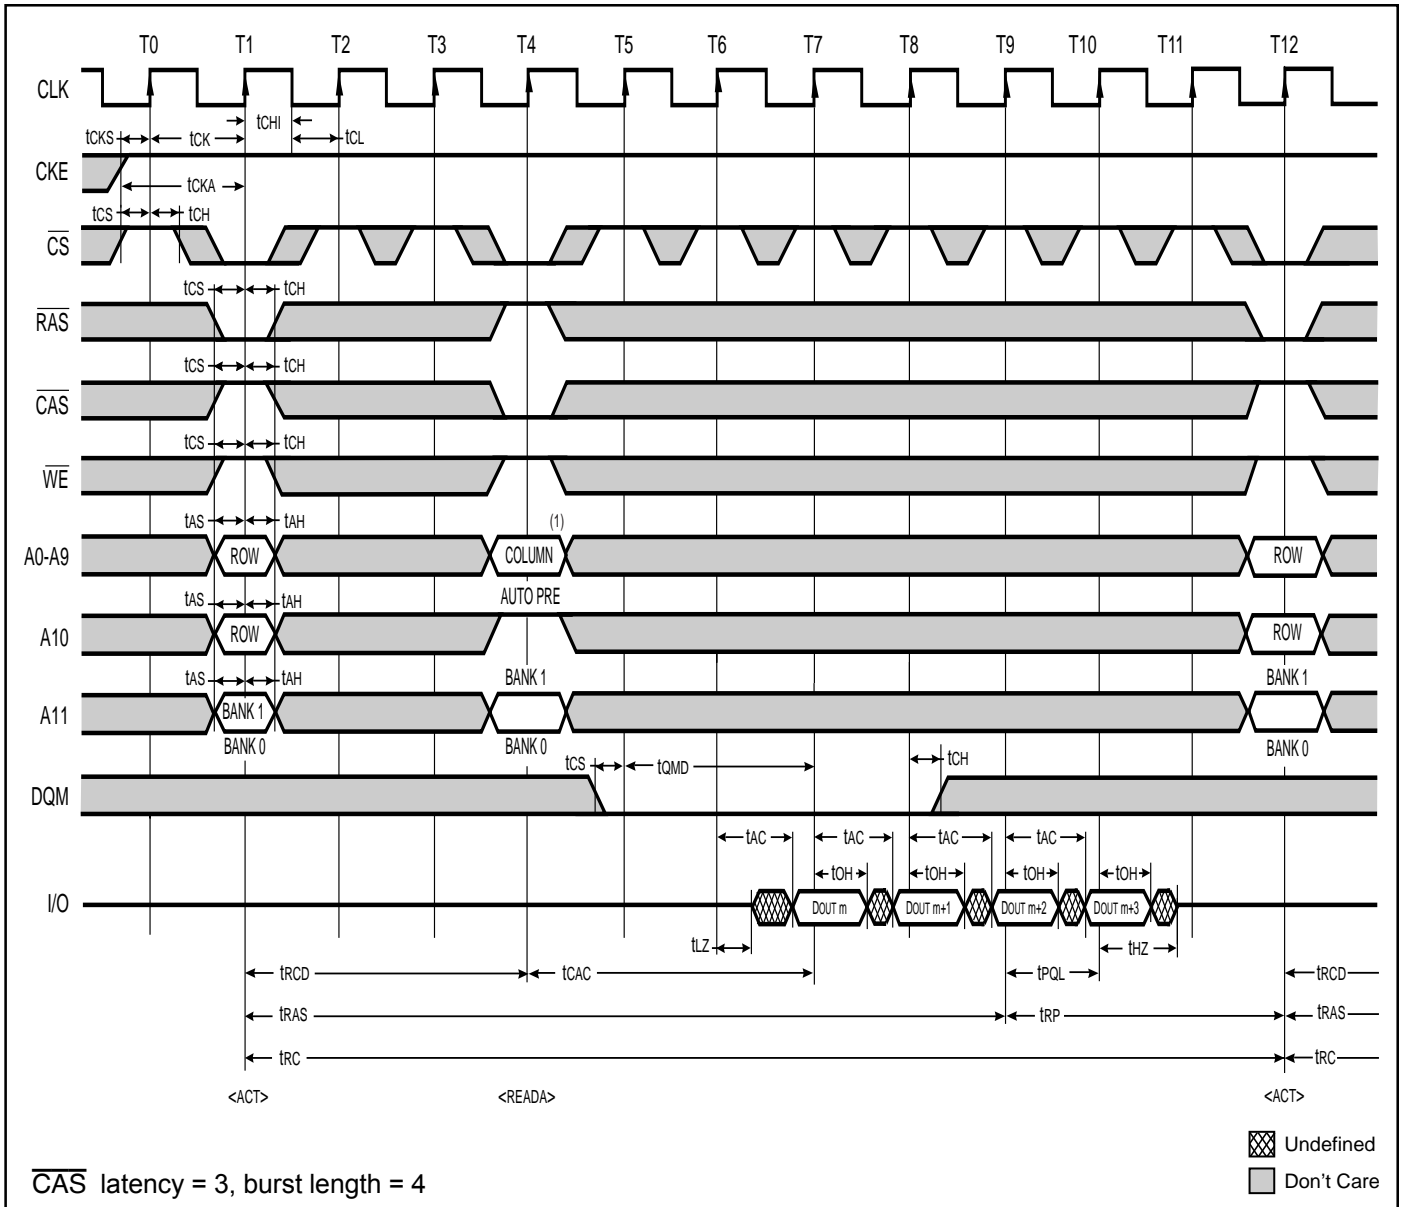 T0 T1 T2 T3 T4 T5 T6 T7 T8 T9 T10 T11 T12
CLK
tCHI
tCKS tCK tCL
CKE
tCKA
tCS tCH
CS
tCS tCH
RAS
tCS tCH
CAS
tCS tCH
WE
tAS tAH (1)
A0-A9 ROW COLUMN ROW
tAS tAH AUTO PRE
A10 ROW ROW
tAS tAH BANK 1 BANK 1
A11 BANK 1
BANK 0 BANK 0 BANK 0
tCS tQMD tCH
DQM
tAC tAC tAC tAC
tOH tOH tOH tOH
I/O DOUT m DOUT m+1 DOUT m+2 DOUT m+3
tLZ tHZ
tRCD tCAC tPQL tRCD
tRAS tRP tRAS
tRC tRC
<ACT> <READA> <ACT>
Undefined
CAS latency = 3, burst length = 4
Don't Care